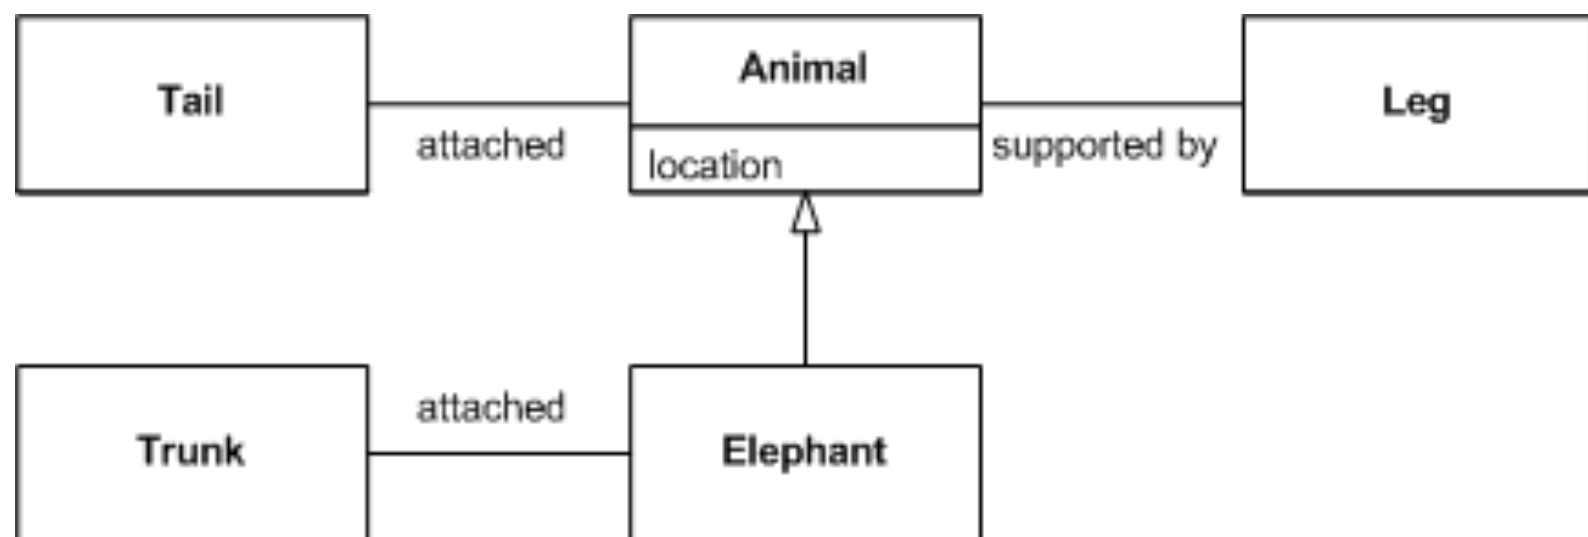 Tail
attached
Animal
location
supported by
Leg
Trunk
attached
Elephant